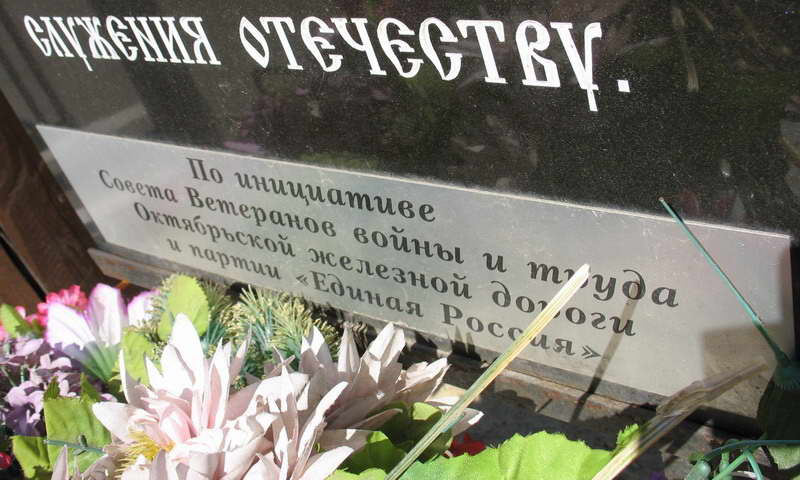 СЛУЖЕНИЯ ОТЕЧЕСТВУ.
По инициативе
Совета Ветеранов войны и труда
Октябрьской железной дороги
и партии «Единая Россия»